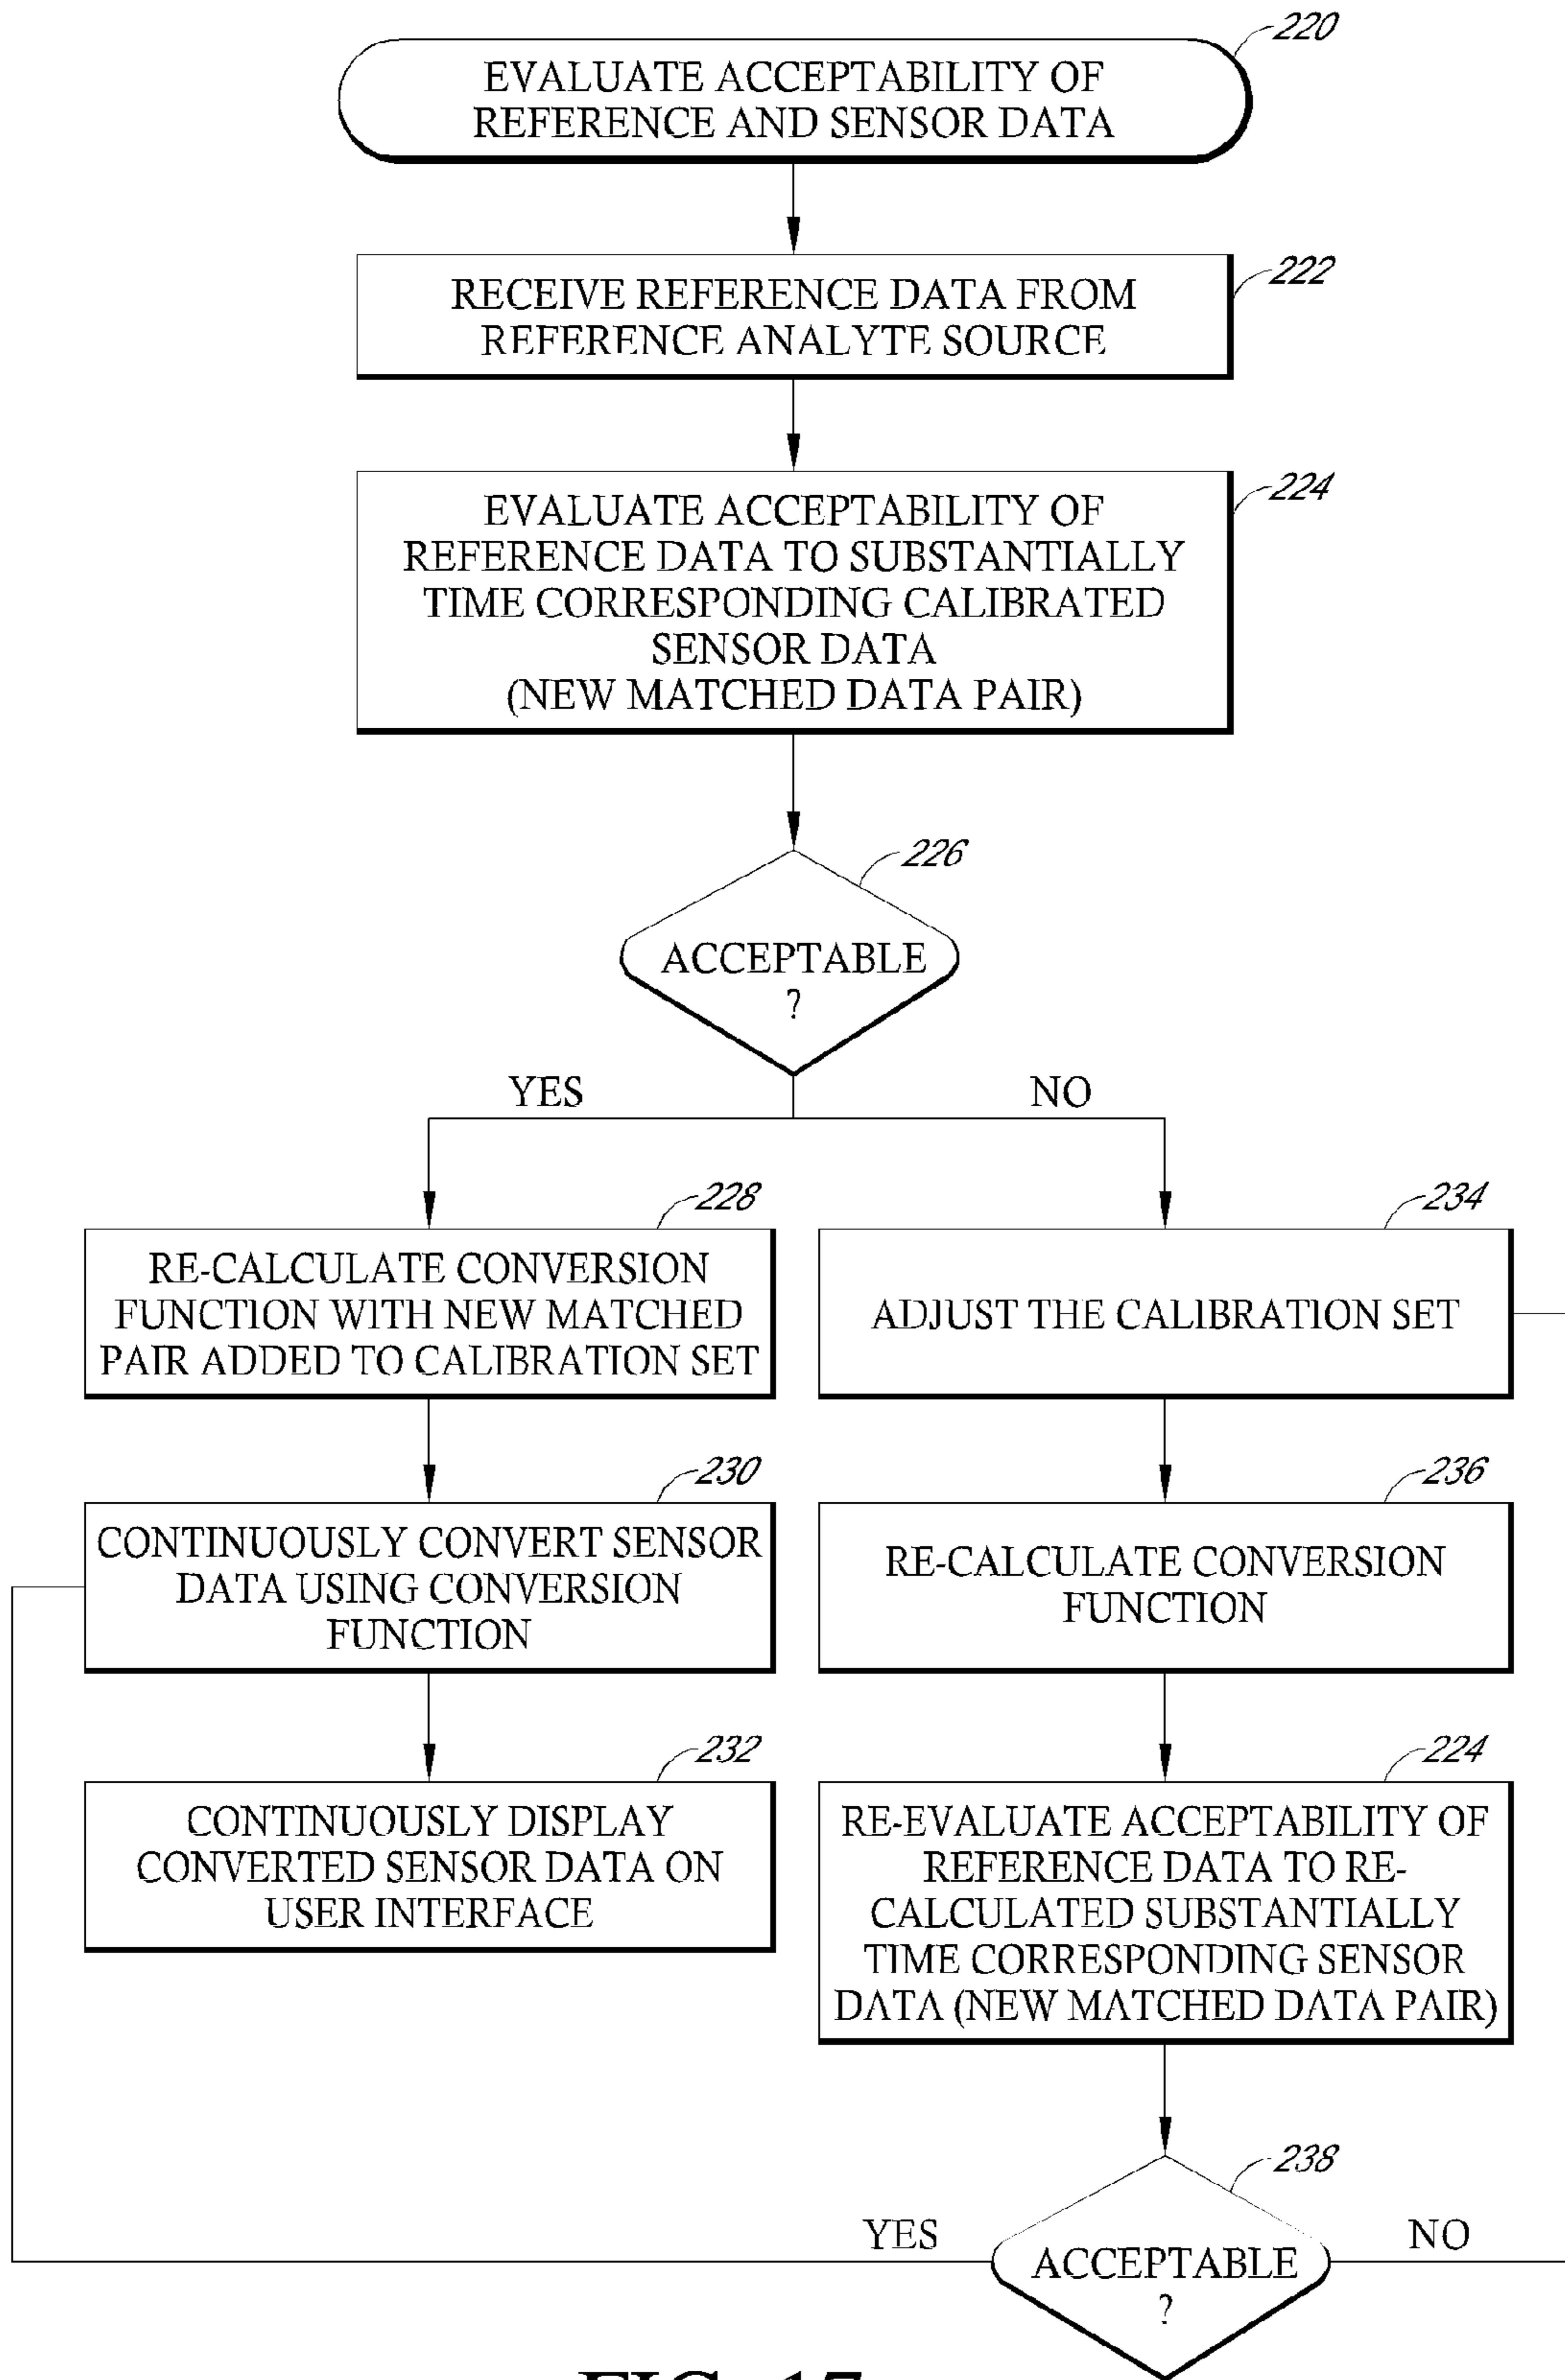 220
EVALUATE ACCEPTABILITY OF
REFERENCE AND SENSOR DATA
222
RECEIVE REFERENCE DATA FROM
REFERENCE ANALYTE SOURCE
224
EVALUATE ACCEPTABILITY OF
REFERENCE DATA TO SUBSTANTIALLY
TIME CORRESPONDING CALIBRATED
SENSOR DATA
(NEW MATCHED DATA PAIR)
226
ACCEPTABLE
?
YES
NO
228
RE-CALCULATE CONVERSION
FUNCTION WITH NEW MATCHED
PAIR ADDED TO CALIBRATION SET
234
ADJUST THE CALIBRATION SET
230
CONTINUOUSLY CONVERT SENSOR
DATA USING CONVERSION
FUNCTION
236
RE-CALCULATE CONVERSION
FUNCTION
232
CONTINUOUSLY DISPLAY
CONVERTED SENSOR DATA ON
USER INTERFACE
224
RE-EVALUATE ACCEPTABILITY OF
REFERENCE DATA TO RE-
CALCULATED SUBSTANTIALLY
TIME CORRESPONDING SENSOR
DATA (NEW MATCHED DATA PAIR)
238
YES
ACCEPTABLE
?
NO